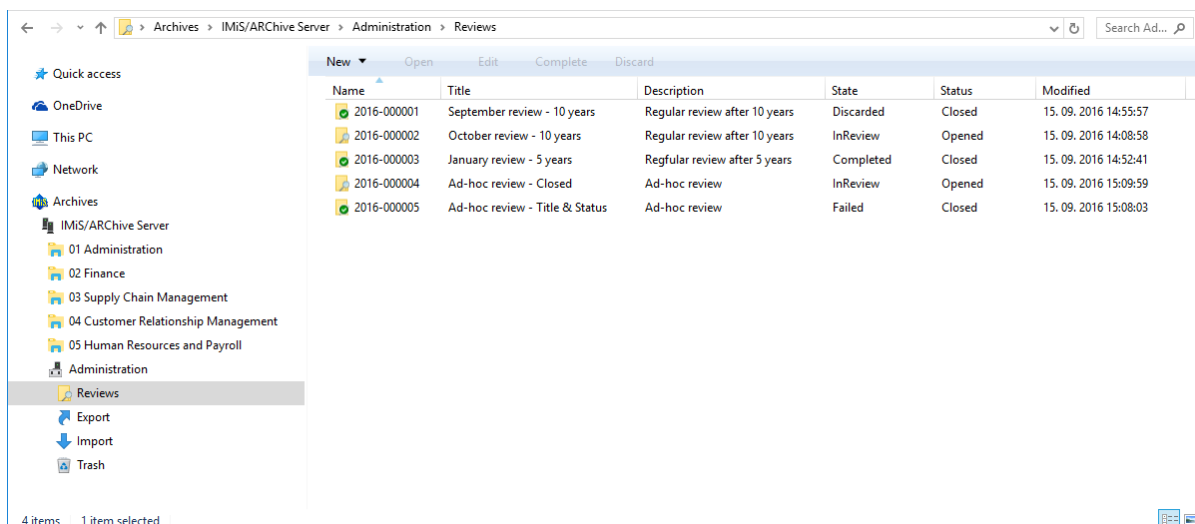 Archives > IMiS/ARChive Server > Administration > Reviews Search Ad...
New Open Edit Complete Discard
Quick access
OneDrive
This PC
Network
Archives
IMiS/ARChive Server
01 Administration
02 Finance
03 Supply Chain Management
04 Customer Relationship Management
05 Human Resources and Payroll
Administration
Reviews
Export
Import
Trash
Name Title Description State Status Modified
2016-000001 September review - 10 years Regular review after 10 years Discarded Closed 15. 09. 2016 14:55:57
2016-000002 October review - 10 years Regular review after 10 years InReview Opened 15. 09. 2016 14:08:58
2016-000003 January review - 5 years Regfular review after 5 years Completed Closed 15. 09. 2016 14:52:41
2016-000004 Ad-hoc review - Closed Ad-hoc review InReview Opened 15. 09. 2016 15:09:59
2016-000005 Ad-hoc review - Title & Status Ad-hoc review Failed Closed 15. 09. 2016 15:08:03
4 items 1 item selected